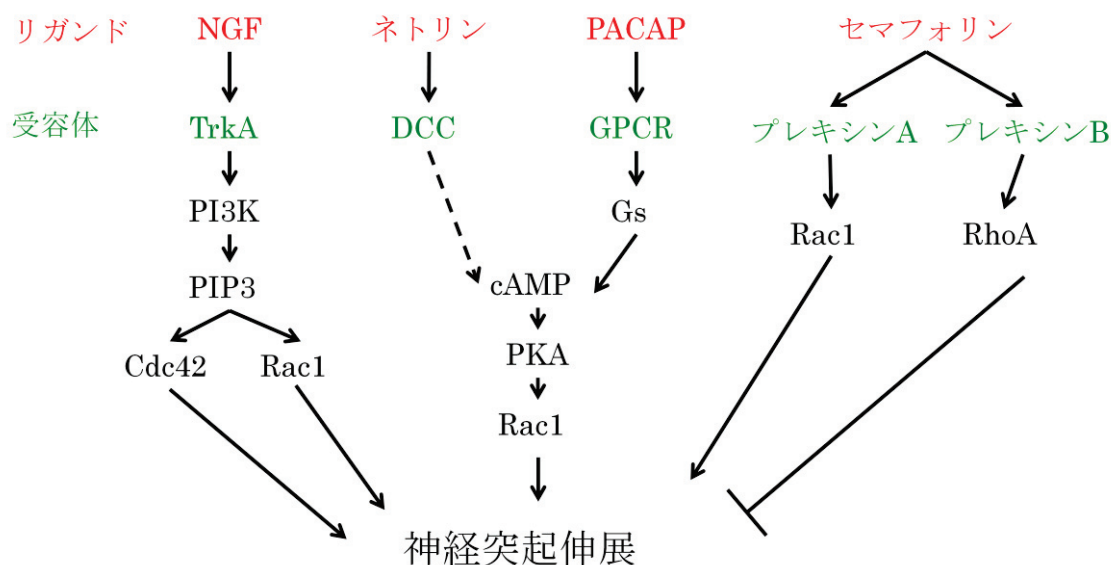 リガンド NGF ネトリン PACAP セマフォリン
受容体 TrkA DCC GPCR プレキシンA プレキシンB
PI3K Gs Rac1 RhoA
PIP3 cAMP
Cdc42 Rac1 PKA
Rac1
神経突起伸展